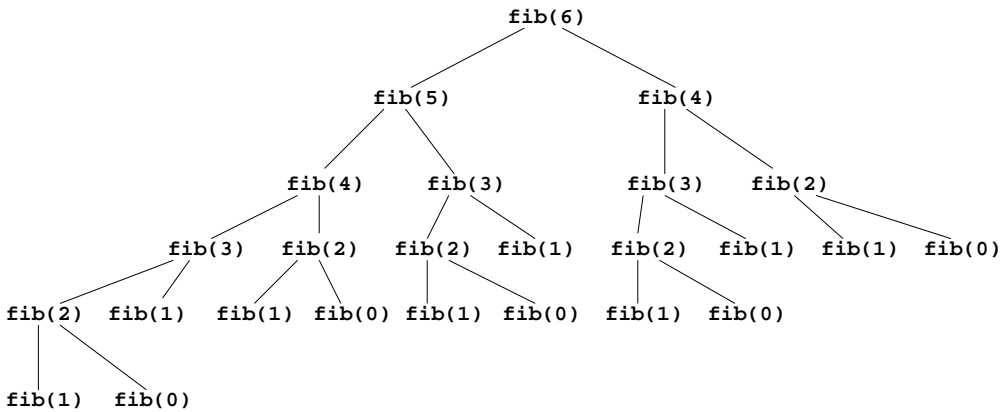 fib(6)
fib(5) fib(4)
fib(4) fib(3) fib(3) fib(2)
fib(3) fib(2) fib(2) fib(1) fib(2) fib(1) fib(1) fib(0)
fib(2) fib(1) fib(1) fib(0) fib(1) fib(0) fib(1) fib(0)
fib(1) fib(0)